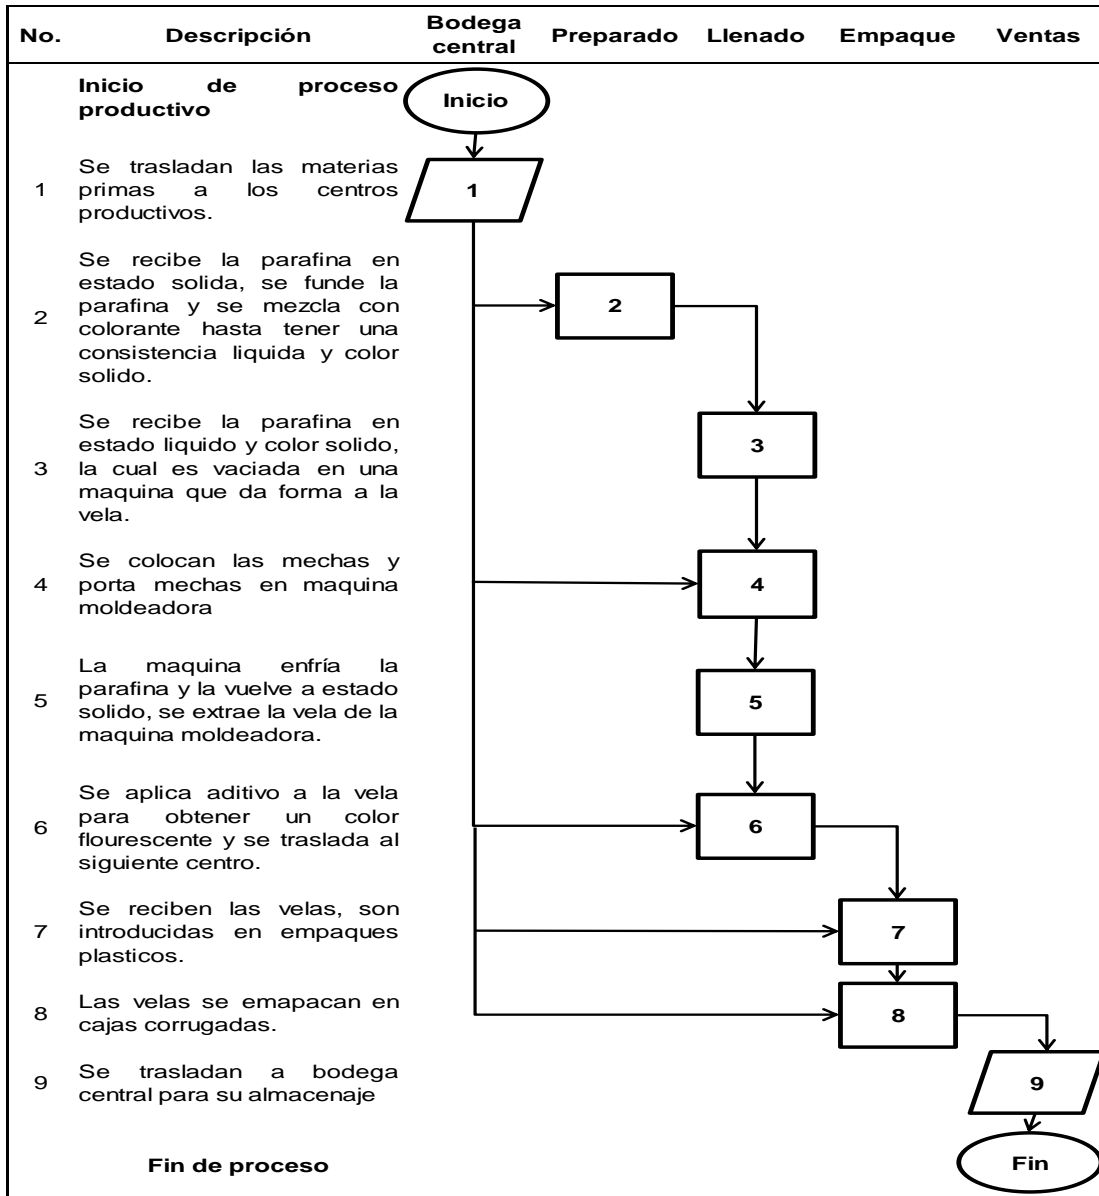 No. Descripción Bodega central Preparado Llenado Empaque Ventas
Inicio de proceso
productivo
Inicio
Se trasladan las materias
1 primas a los centros
productivos.
1
Se recibe la parafina en
estado solida, se funde la
parafina y se mezcla con
2 colorante hasta tener una
consistencia liquida y color
solido.
2
Se recibe la parafina en
estado liquido y color solido,
3 la cual es vaciada en una
maquina que da forma a la
vela.
3
Se colocan las mechas y
4 porta mechas en maquina
moldeadora
4
La maquina enfría la
parafina y la vuelve a estado
5 solido, se extrae la vela de la
maquina moldeadora.
5
Se aplica aditivo a la vela
para obtener un color
6 flourescente y se traslada al
siguiente centro.
6
Se reciben las velas, son
7 introducidas en empaques
plasticos.
7
Las velas se emapacan en
8 cajas corrugadas.
8
Se trasladan a bodega
9 central para su almacenaje
9
Fin de proceso
Fin